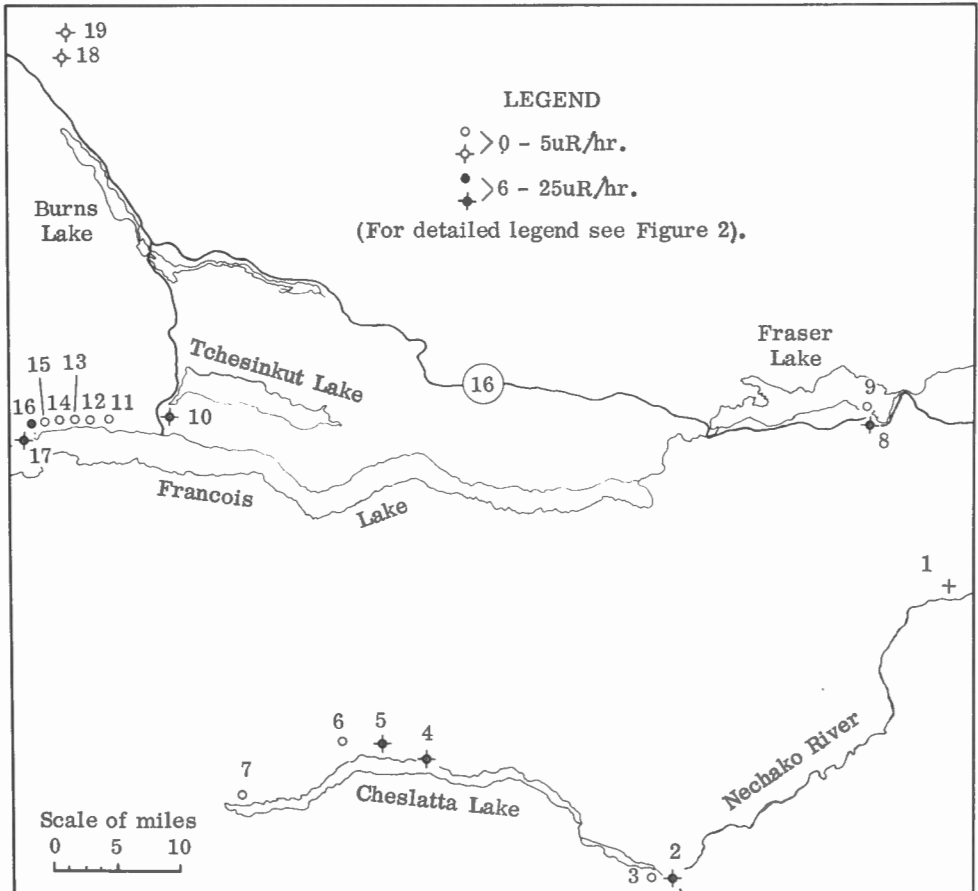 19
18
LEGEND
0 - 5uR/hr.
6 - 25uR/hr.
(For detailed legend see Figure 2).
Burns
Lake
Tchesinkut Lake
16
Fraser
Lake
15
13
16
14
12
11
10
9
8
17
Francois
Lake
1
6
5
4
7
Cheslatta Lake
Nechako River
Scale of miles
0 5 10
3
2